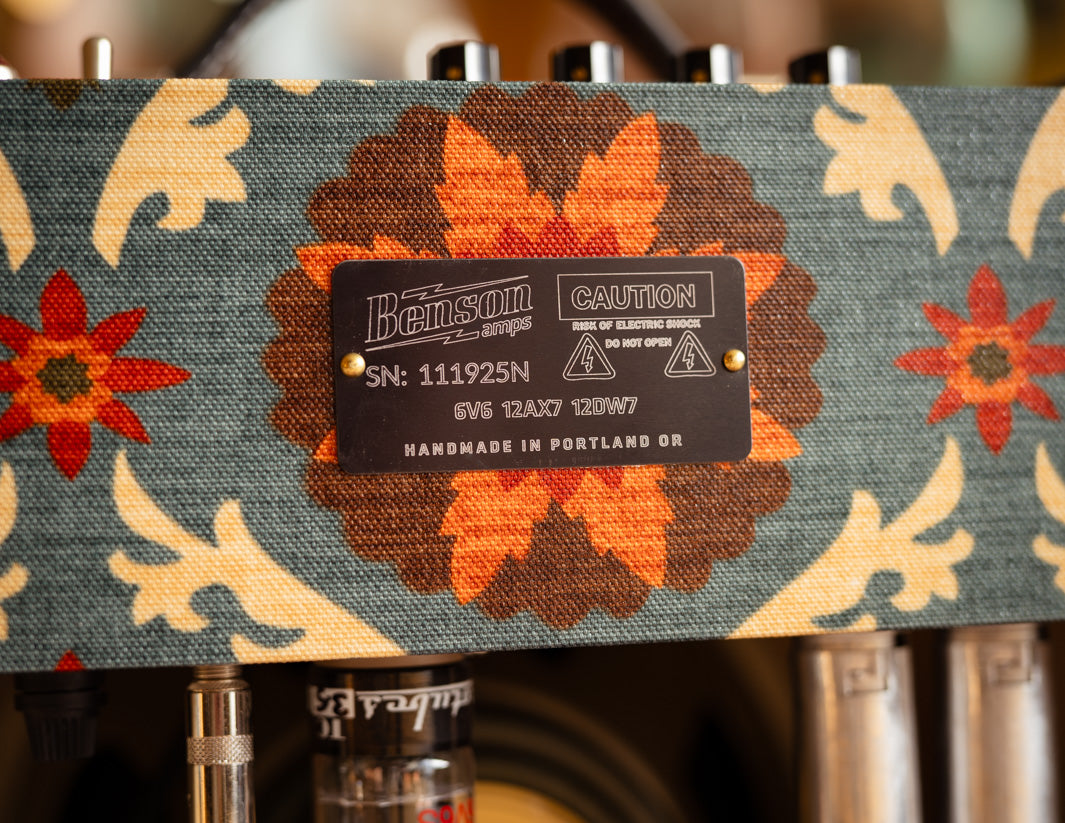 Benson
amps
CAUTION
RISK OF ELECTRIC SHOCK
DO NOT OPEN
SN: 111925N
6V6 12AX7 12DW7
HANDMADE IN PORTLAND OR
tubes